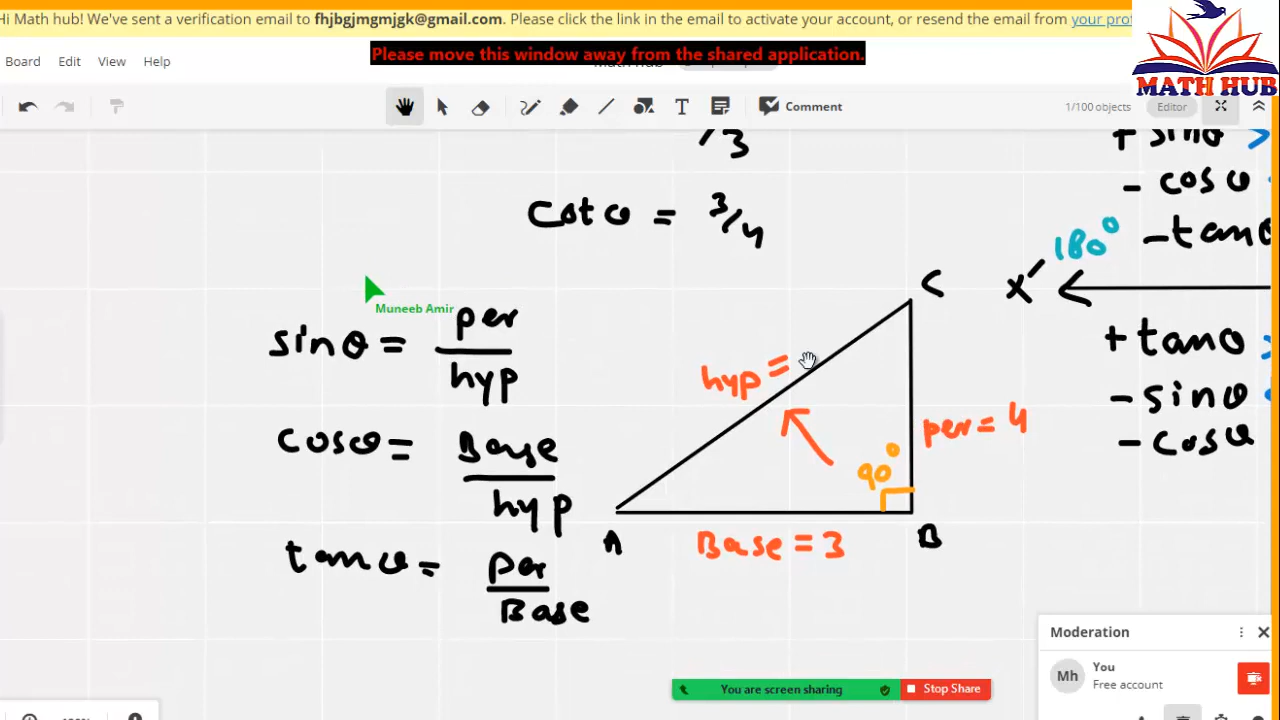 Hi Math hub! We've sent a verification email to fhjbgjmgmjgk@gmail.com. Please click the link in the email to activate your account, or resend the email from your prof
Please move this window away from the shared application.
MATH HUB
Board Edit View Help
Comment
1/100 objects
Editor
/3
cot θ = 3/4
+ sinθ
- cosθ
- tanθ
180°
X'
+ tanθ
- sinθ
- cosθ
Muneeb Amir
sinθ = per/hyp
cosθ = Base/hyp
tanθ = per/Base
C
hyp =
per = 4
90°
A
B
Base = 3
Moderation
Mh
You
Free account
You are screen sharing
Stop Share